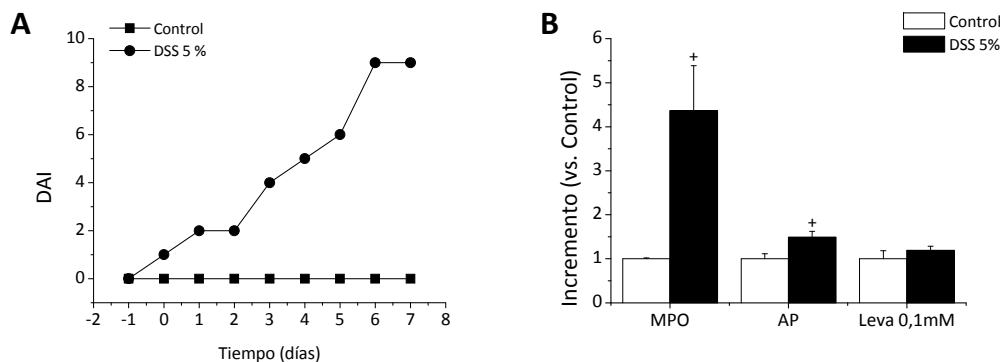 A
Control
DSS 5 %
10
8
6
4
2
0
DAI
-2
-1
0
1
2
3
4
5
6
7
8
Tiempo (días)
B
Control
DSS 5%
6
5
4
3
2
1
0
Incremento (vs. Control)
+
+
MPO
AP
Leva 0,1mM